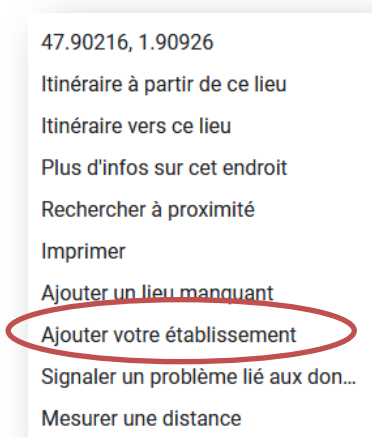 47.90216, 1.90926
Itinéraire à partir de ce lieu
Itinéraire vers ce lieu
Plus d'infos sur cet endroit
Rechercher à proximité
Imprimer
Ajouter un lieu manquant
Ajouter votre établissement
Signaler un problème lié aux don...
Mesurer une distance